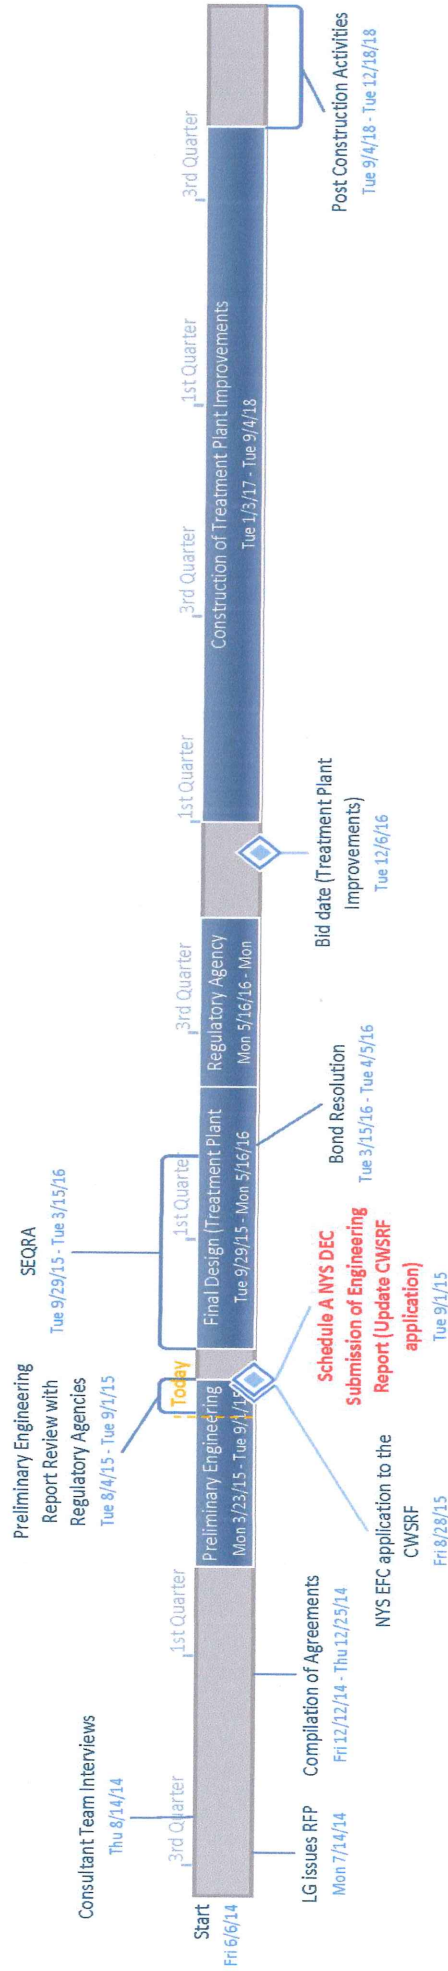 Start
Fri 6/6/14
Consultant Team Interviews
Thu 8/14/14
Preliminary Engineering
Report Review with
Regulatory Agencies
Tue 8/4/15 - Tue 9/1/15
SEQRA
Tue 9/29/15 - Tue 3/15/16
3rd Quarter
1st Quarter
Today
1st Quarter
3rd Quarter
1st Quarter
3rd Quarter
1st Quarter
3rd Quarter
Preliminary Engineering
Mon 3/23/15 - Tue 9/1/15
Final Design (Treatment Plant
Tue 9/29/15 - Mon 5/16/16
Regulatory Agency
Mon 5/16/16 - Mon
Construction of Treatment Plant Improvements
Tue 1/3/17 - Tue 9/4/18
LG issues RFP
Mon 7/14/14
Compilation of Agreements
Fri 12/12/14 - Thu 12/25/14
NYS EFC application to the
CWSRF
Fri 8/28/15
Schedule A NYS DEC
Submission of Engineering
Report (Update CWSRF
application)
Tue 9/1/15
Bond Resolution
Tue 3/15/16 - Tue 4/5/16
Bid date (Treatment Plant
Improvements)
Tue 12/6/16
Post Construction Activities
Tue 9/4/18 - Tue 12/18/18